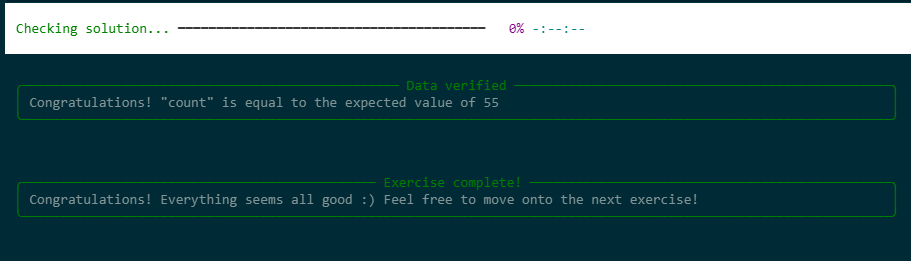 Checking solution... 0% -:--:--
Data verified
Congratulations! "count" is equal to the expected value of 55
Exercise complete!
Congratulations! Everything seems all good :) Feel free to move onto the next exercise!